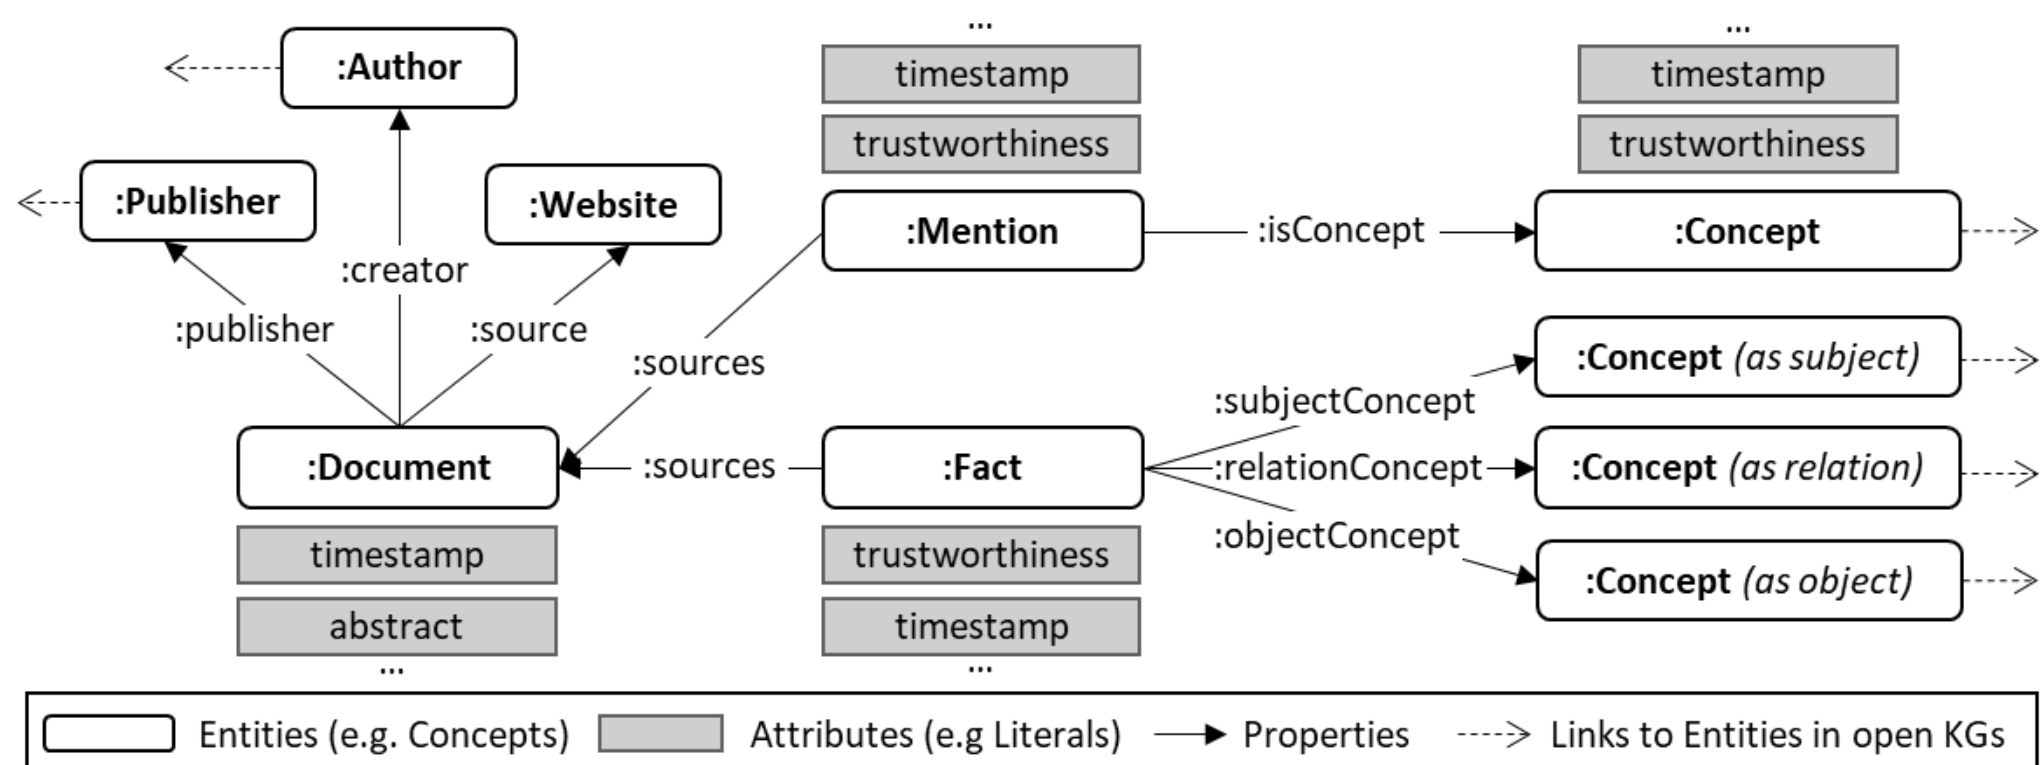 ...
...
:Author
timestamp
timestamp
trustworthiness
trustworthiness
:Publisher
:Website
:Mention
:isConcept
:Concept
:creator
:publisher
:source
:sources
:Concept (as subject)
:subjectConcept
:Document
:sources
:Fact
:relationConcept
:Concept (as relation)
:objectConcept
timestamp
trustworthiness
:Concept (as object)
abstract
timestamp
...
...
Entities (e.g. Concepts)
Attributes (e.g Literals)
Properties
Links to Entities in open KGs